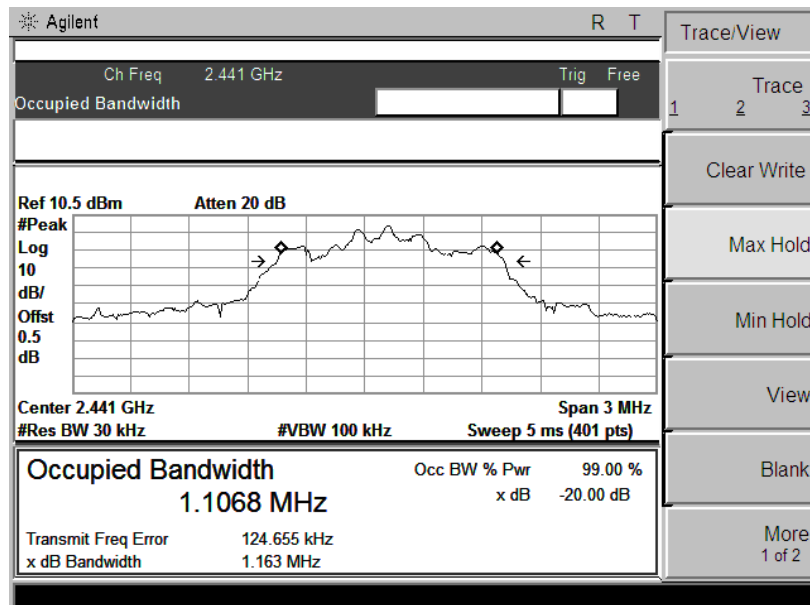 Agilent R T
Ch Freq 2.441 GHz Trig Free
Occupied Bandwidth
Ref 10.5 dBm Atten 20 dB
#Peak
Log
10
dB/
Offst
0.5
dB
Center 2.441 GHz Span 3 MHz
#Res BW 30 kHz #VBW 100 kHz Sweep 5 ms (401 pts)
Occupied Bandwidth Occ BW % Pwr 99.00 %
1.1068 MHz x dB -20.00 dB
Transmit Freq Error 124.655 kHz
x dB Bandwidth 1.163 MHz
Trace/View
Trace
1 2 3
Clear Write
Max Hold
Min Hold
View
Blank
More
1 of 2